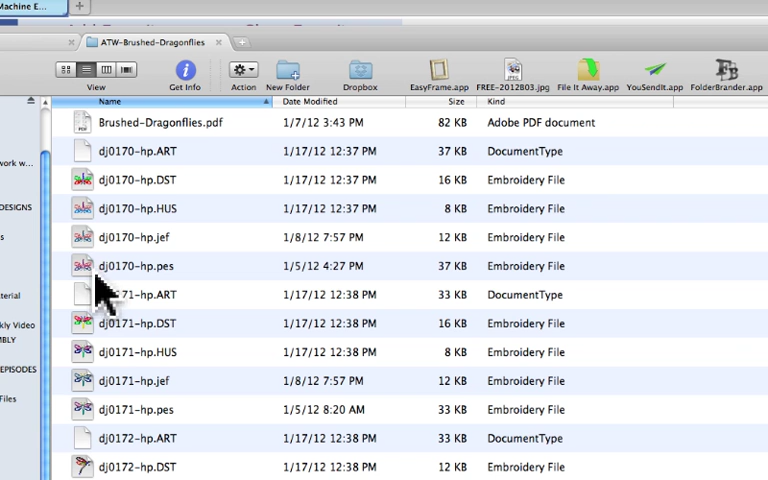 Machine E...
ATW-Brushed-Dragonflies
View
Get Info
Action
New Folder
Dropbox
EasyFrame.app
FREE-2012B03.jpg
File It Away.app
YouSendIt.app
FolderBrander.app
Name Date Modified Size Kind
Brushed-Dragonflies.pdf 1/7/12 3:43 PM 82 KB Adobe PDF document
dj0170-hp.ART 1/17/12 12:37 PM 37 KB DocumentType
work w...
dj0170-hp.DST 1/17/12 12:37 PM 16 KB Embroidery File
DESIGNS
dj0170-hp.HUS 1/17/12 12:37 PM 8 KB Embroidery File
s
dj0170-hp.jef 1/8/12 7:57 PM 12 KB Embroidery File
dj0170-hp.pes 1/5/12 4:27 PM 37 KB Embroidery File
terial
71-hp.ART 1/17/12 12:38 PM 33 KB DocumentType
kly Video
dj0171-hp.DST 1/17/12 12:38 PM 16 KB Embroidery File
MBLY
dj0171-hp.HUS 1/17/12 12:38 PM 8 KB Embroidery File
EPISODES
dj0171-hp.jef 1/8/12 7:57 PM 12 KB Embroidery File
Files
dj0171-hp.pes 1/5/12 8:20 AM 33 KB Embroidery File
dj0172-hp.ART 1/17/12 12:38 PM 33 KB DocumentType
dj0172-hp.DST 1/17/12 12:38 PM 12 KB Embroidery File